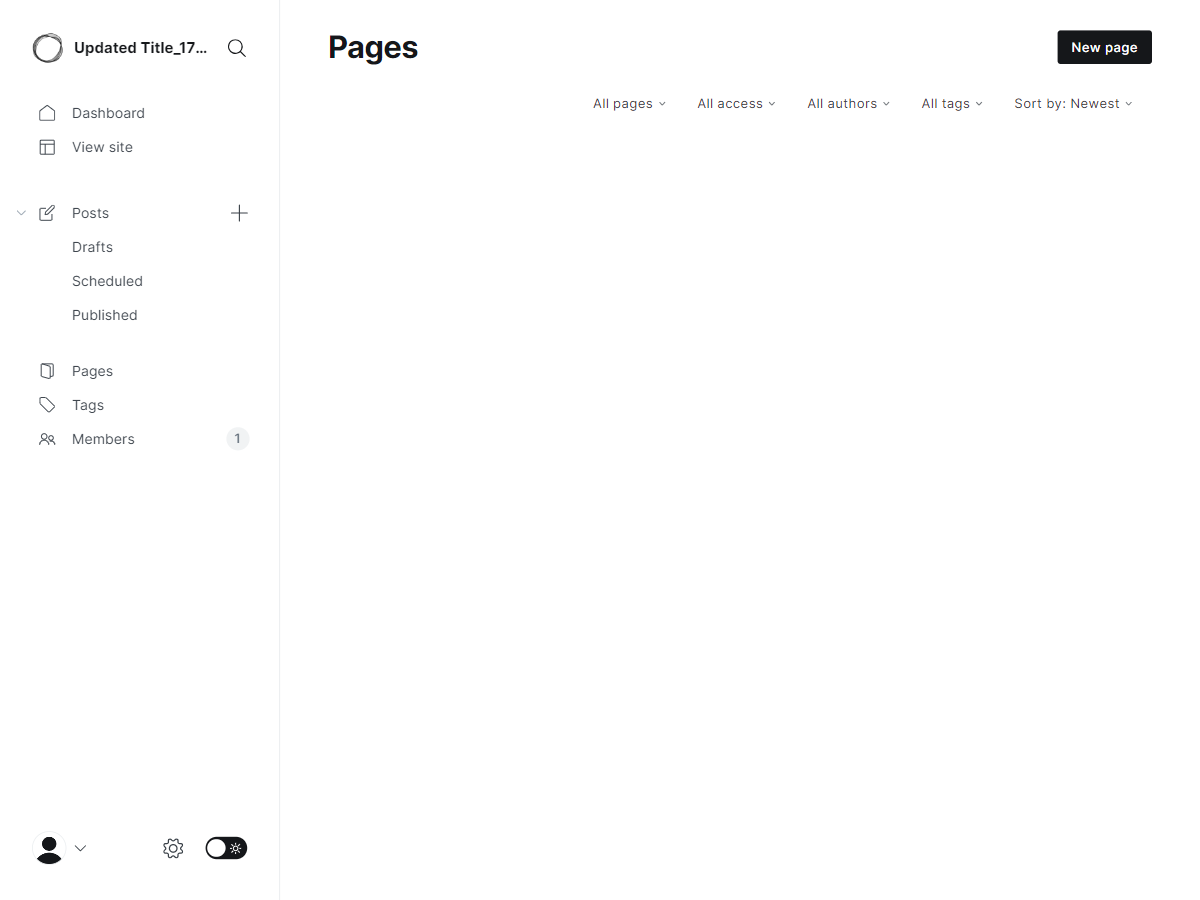 Updated Title_17...
Dashboard
View site
Posts
Drafts
Scheduled
Published
Pages
Tags
Members
1
Pages
New page
All pages
All access
All authors
All tags
Sort by: Newest